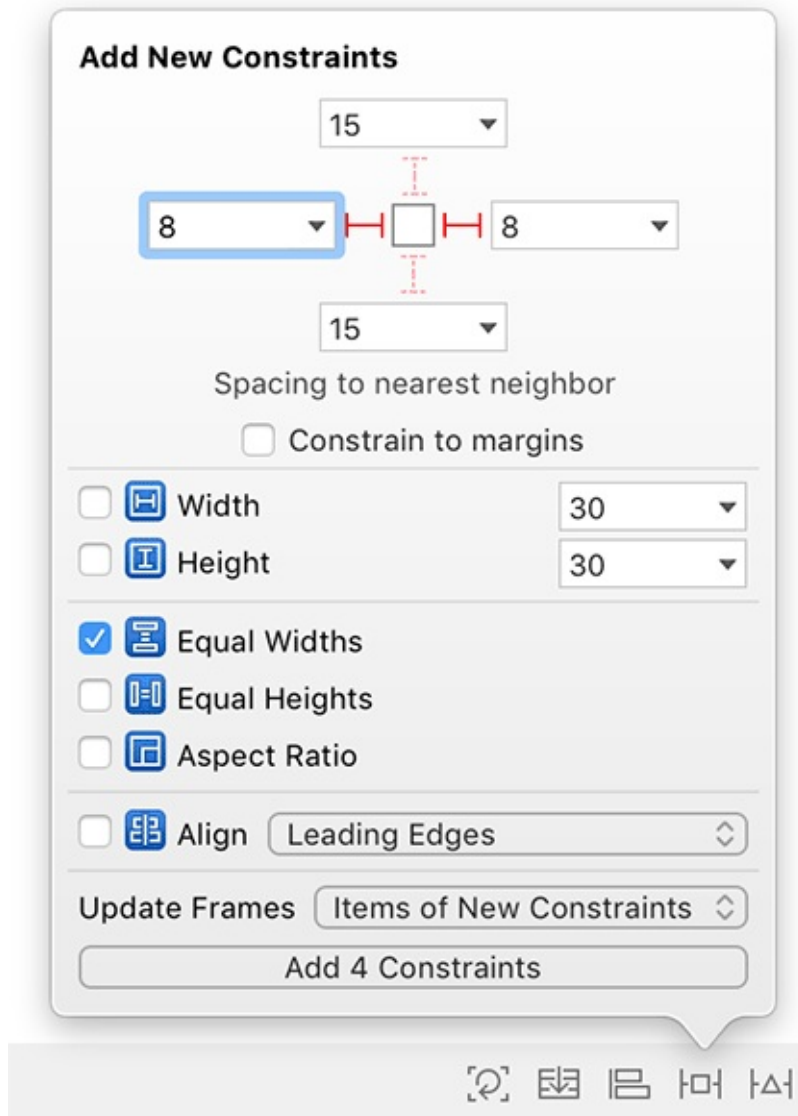 Add New Constraints
15
8 8
15
Spacing to nearest neighbor
Constrain to margins
Width 30
Height 30
Equal Widths
Equal Heights
Aspect Ratio
Align Leading Edges
Update Frames Items of New Constraints
Add 4 Constraints